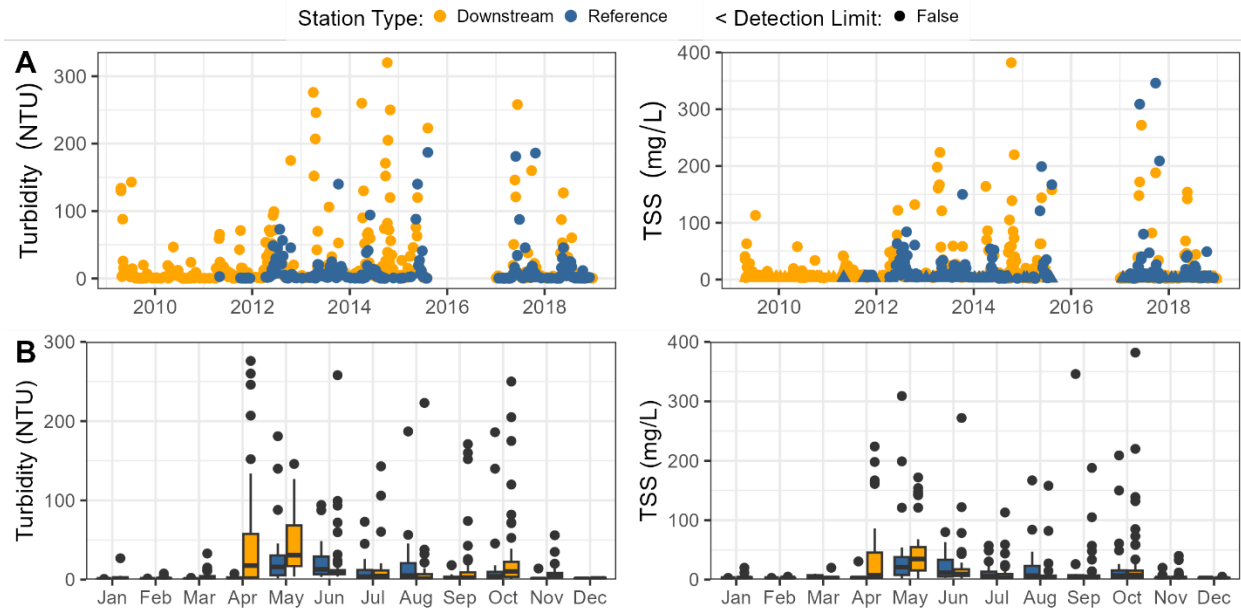 Station Type: Downstream Reference < Detection Limit: False
A
Turbidity (NTU)
300
200
100
0
2010 2012 2014 2016 2018
TSS (mg/L)
400
300
200
100
0
2010 2012 2014 2016 2018
B
Turbidity (NTU)
300
200
100
0
Jan Feb Mar Apr May Jun Jul Aug Sep Oct Nov Dec
TSS (mg/L)
400
300
200
100
0
Jan Feb Mar Apr May Jun Jul Aug Sep Oct Nov Dec